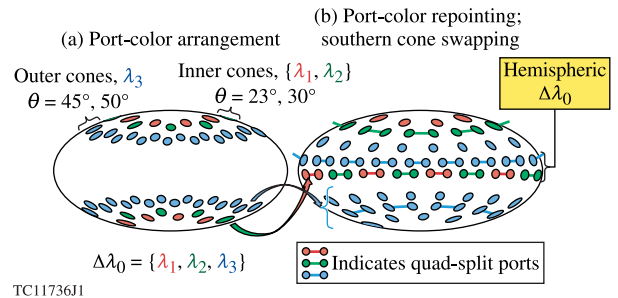 (a) Port-color arrangement
(b) Port-color repointing;
southern cone swapping
Outer cones, λ3
θ = 45°, 50°
Inner cones, {λ1, λ2}
θ = 23°, 30°
Hemispheric
Δλ0
Δλ0 = {λ1, λ2, λ3}
Indicates quad-split ports
TC11736J1